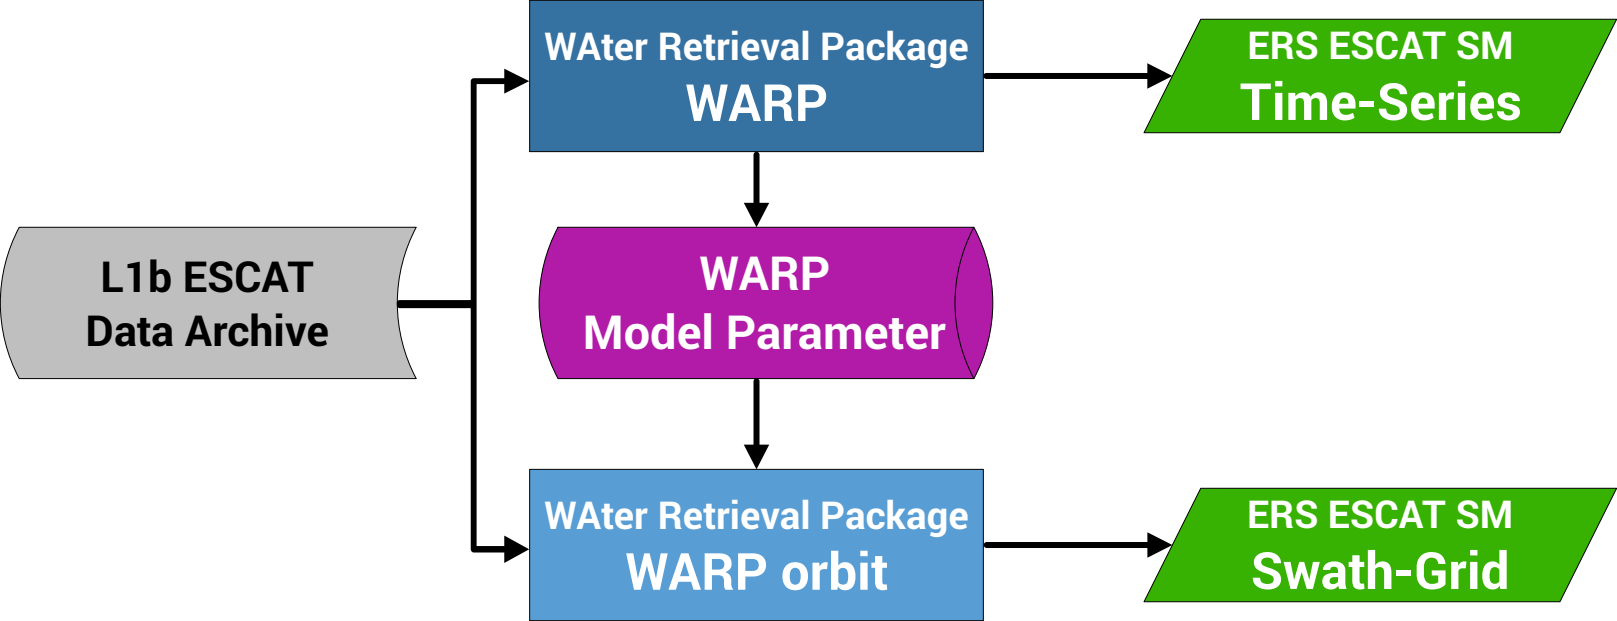 WAter Retrieval Package
WARP
ERS ESCAT SM
Time-Series
L1b ESCAT
Data Archive
WARP
Model Parameter
WAter Retrieval Package
WARP orbit
ERS ESCAT SM
Swath-Grid